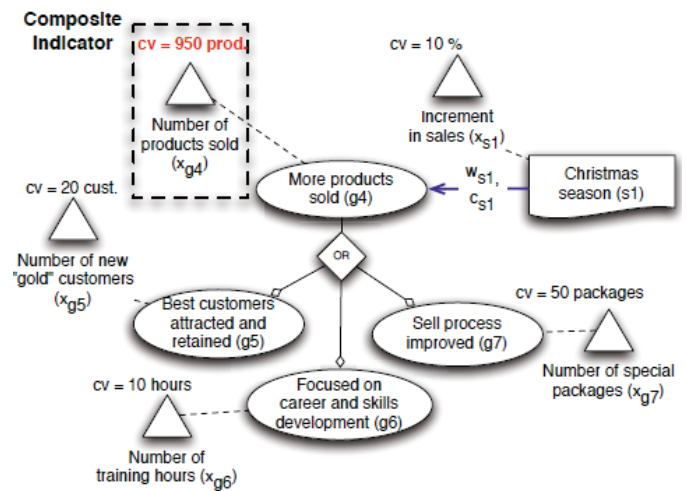 Composite
Indicator
cv = 950 prod.
Number of
products sold
(xg4)
cv = 10 %
Increment
in sales (xs1)
More products
sold (g4)
ws1,
cs1
Christmas
season (s1)
cv = 20 cust.
Number of new
"gold" customers
(xg5)
OR
Best customers
attracted and
retained (g5)
Sell process
improved (g7)
cv = 50 packages
Number of special
packages (xg7)
cv = 10 hours
Number of
training hours (xg6)
Focused on
career and skills
development (g6)